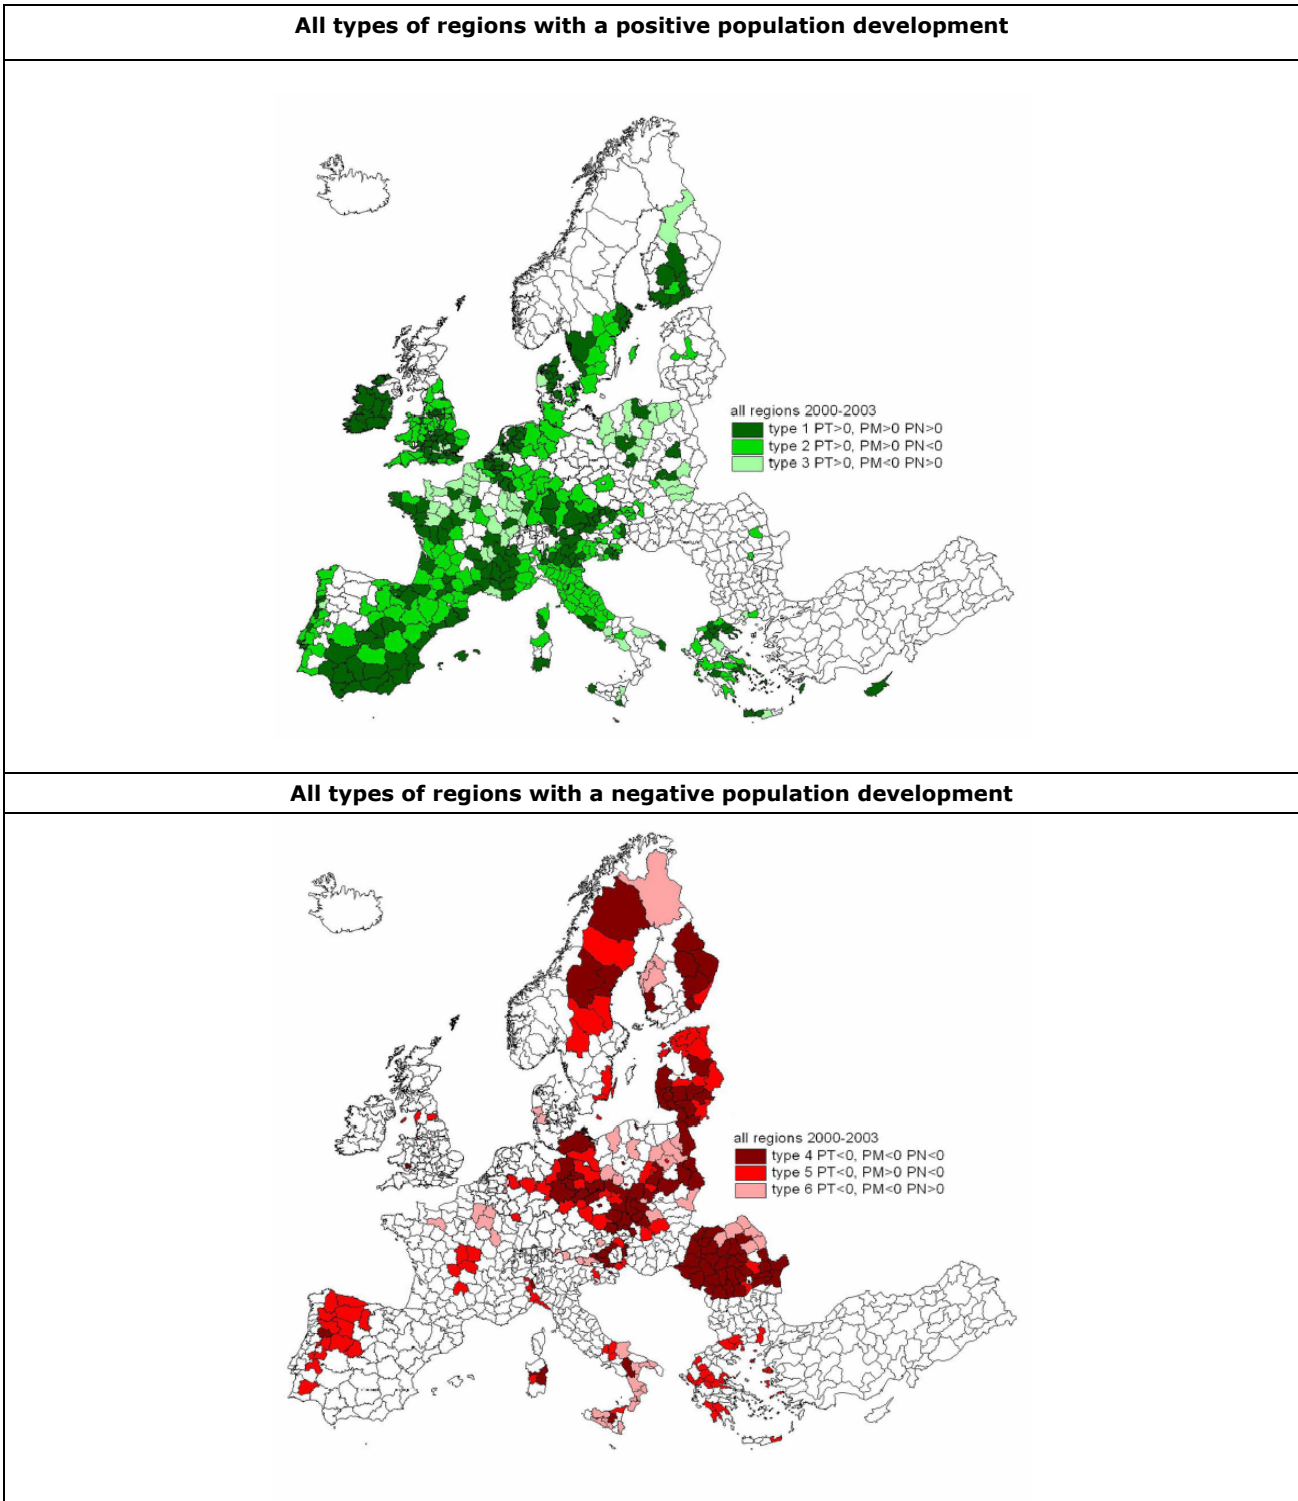 All types of regions with a positive population development
all regions 2000-2003
type 1 PT>0, PM>0 PN>0
type 2 PT>0, PM>0 PN<0
type 3 PT>0, PM<0 PN>0
All types of regions with a negative population development
all regions 2000-2003
type 4 PT<0, PM<0 PN<0
type 5 PT<0, PM>0 PN<0
type 6 PT<0, PM<0 PN>0